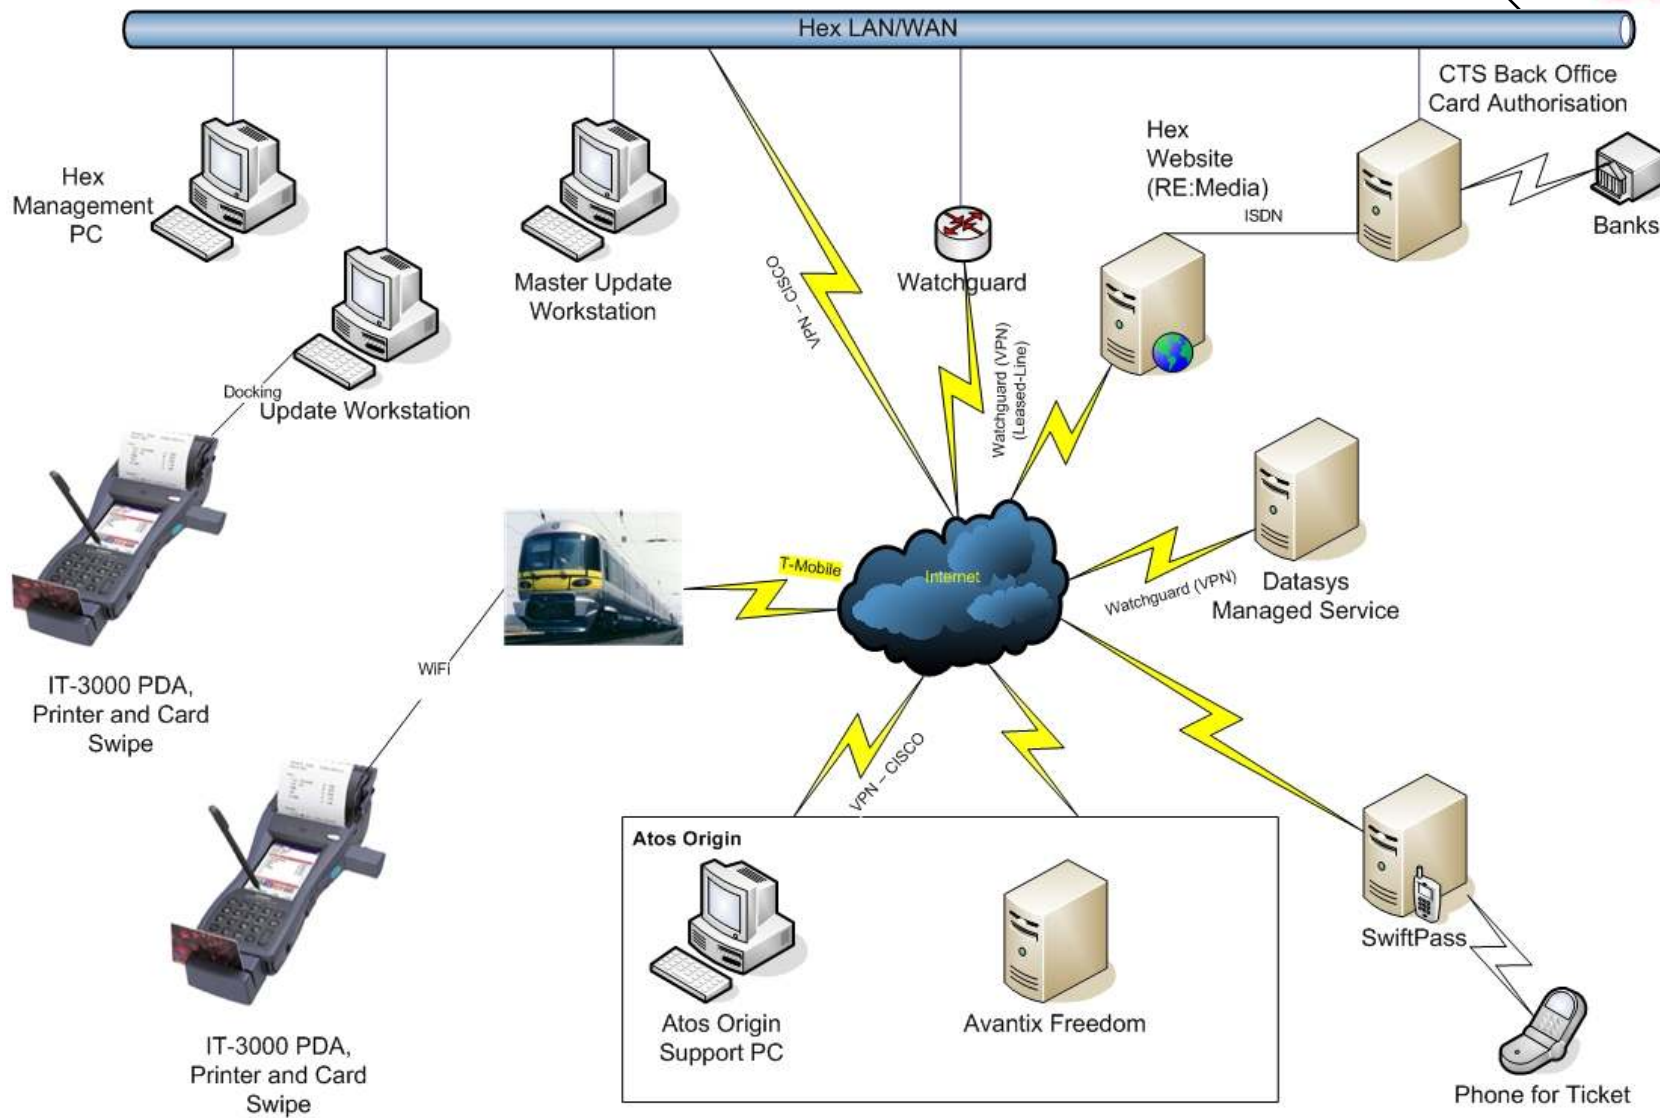 Hex LAN/WAN
CTS Back Office
Card Authorisation
Hex
Website
(RE:Media)
ISDN
Banks
Hex
Management
PC
Master Update
Workstation
VPN – CISCO
Watchguard
Watchguard (VPN)
(Leased-Line)
Docking
Update Workstation
T-Mobile
Internet
Watchguard (VPN)
Datasys
Managed Service
WiFi
IT-3000 PDA,
Printer and Card
Swipe
VPN – CISCO
Atos Origin
SwiftPass
Atos Origin
Support PC
Avantix Freedom
IT-3000 PDA,
Printer and Card
Swipe
Phone for Ticket